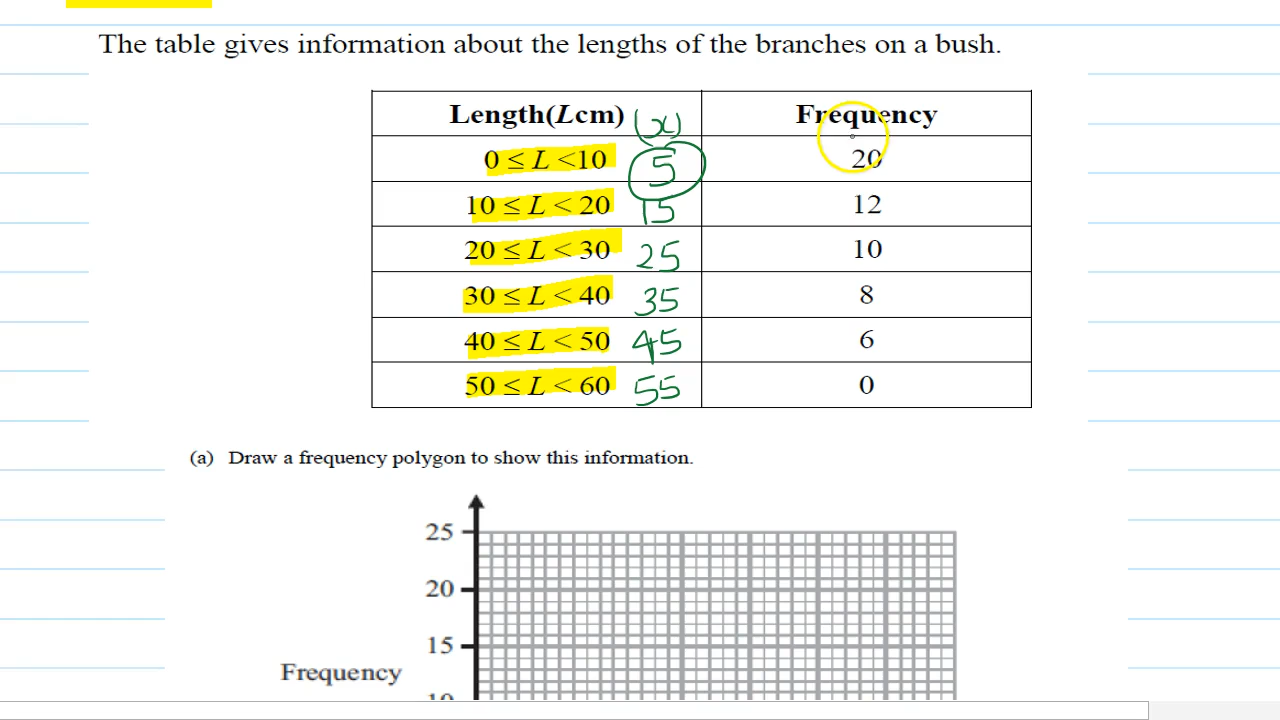 The table gives information about the lengths of the branches on a bush.
Length(Lcm) (x) Frequency
0 ≤ L <10 5 20
10 ≤ L < 20 15 12
20 ≤ L < 30 25 10
30 ≤ L < 40 35 8
40 ≤ L < 50 45 6
50 ≤ L < 60 55 0
(a) Draw a frequency polygon to show this information.
25
20
15
Frequency